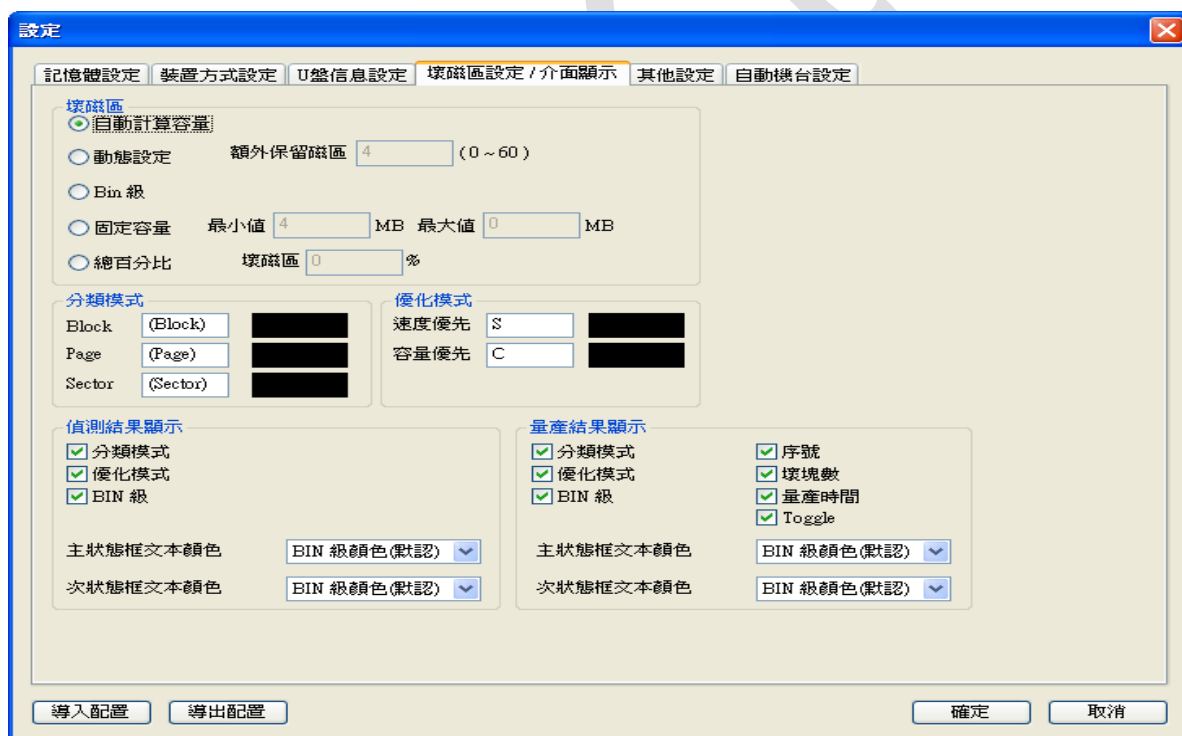 設定
記憶體設定 裝置方式設定 U盤信息設定 壞磁區設定 / 介面顯示 其他設定 自動機台設定
壞磁區
自動計算容量
動態設定 額外保留磁區 4 (0~60)
Bin 級
固定容量 最小值 4 MB 最大值 0 MB
總百分比 壞磁區 0 %
分類模式 優化模式
Block (Block) 速度優先 S
Page (Page) 容量優先 C
Sector (Sector)
偵測結果顯示 量產結果顯示
分類模式 分類模式 序號
優化模式 優化模式 壞塊數
BIN 級 BIN 級 量產時間
Toggle
主狀態框文本顏色 BIN 級顏色(默認) 主狀態框文本顏色 BIN 級顏色(默認)
次狀態框文本顏色 BIN 級顏色(默認) 次狀態框文本顏色 BIN 級顏色(默認)
導入配置 導出配置 確定 取消